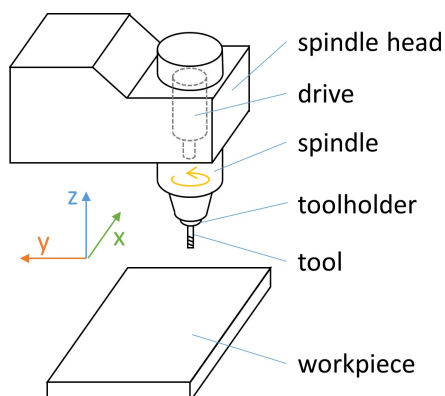 spindle head
drive
spindle
toolholder
tool
workpiece
z
y
x